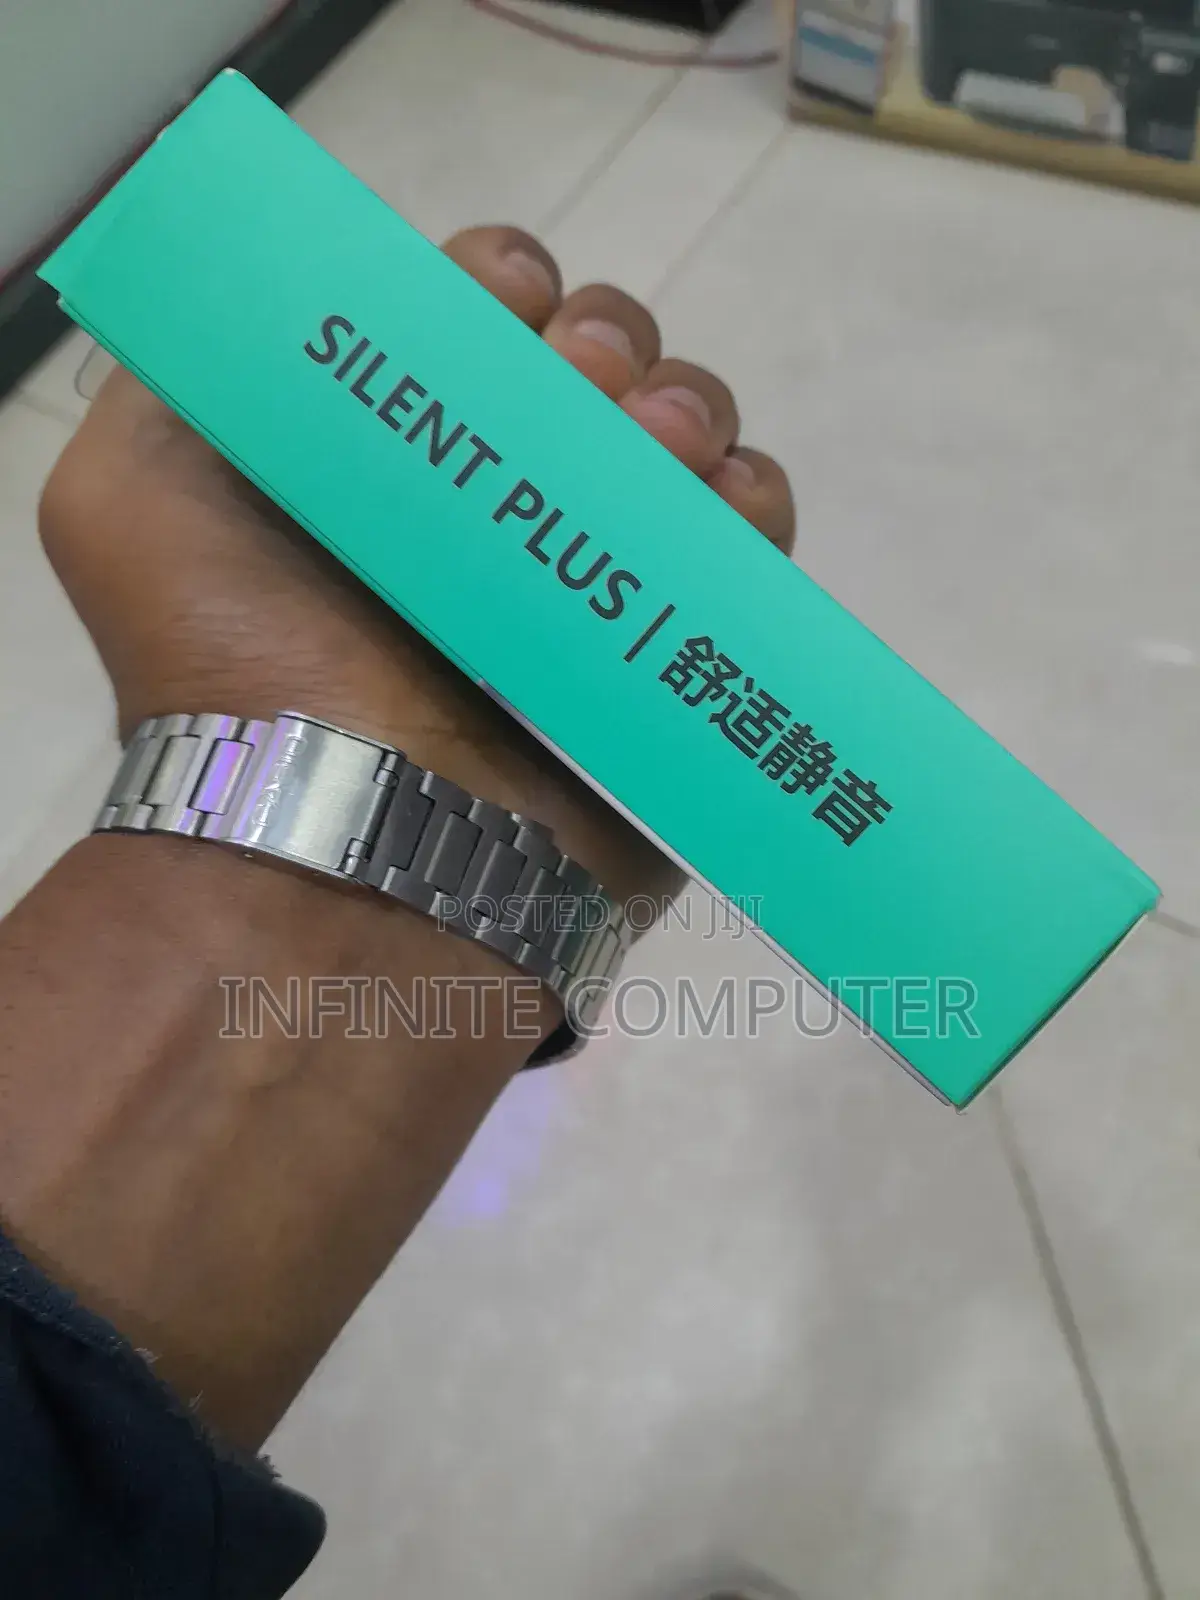 SILENT PLUS | 舒适静音
POSTED ON JIJI
INFINITE COMPUTER